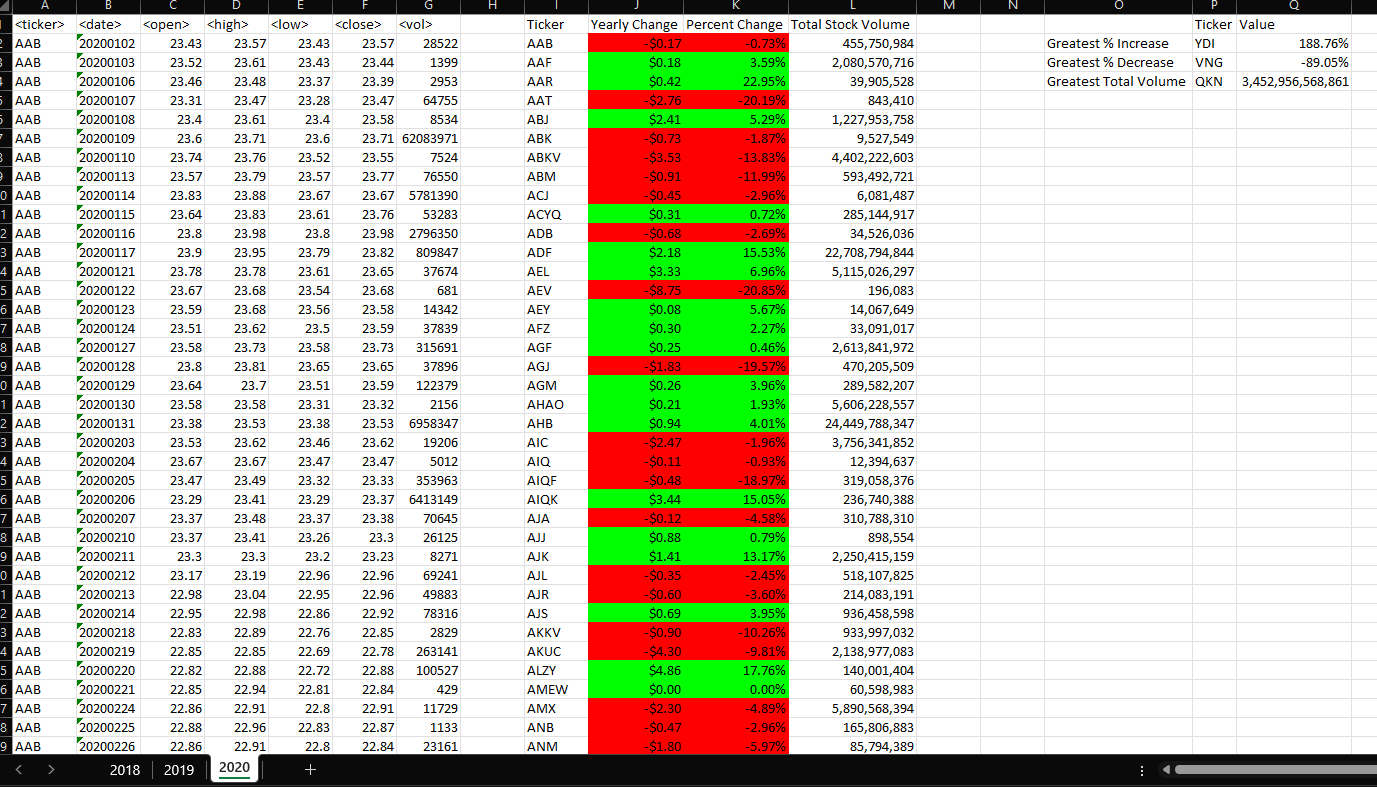 A B C D E F G H I J K L M N O P Q
<ticker> <date> <open> <high> <low> <close> <vol> Ticker Yearly Change Percent Change Total Stock Volume Ticker Value
2 AAB 20200102 23.43 23.57 23.43 23.57 28522 AAB -$0.17 -0.73% 455,750,984 Greatest % Increase YDI 188.76%
3 AAB 20200103 23.52 23.61 23.43 23.44 1399 AAF $0.18 3.59% 2,080,570,716 Greatest % Decrease VNG -89.05%
4 AAB 20200106 23.46 23.48 23.37 23.39 2953 AAR $0.42 22.95% 39,905,528 Greatest Total Volume QKN 3,452,956,568,861
5 AAB 20200107 23.31 23.47 23.28 23.47 64755 AAT -$2.76 -20.19% 843,410
6 AAB 20200108 23.4 23.61 23.4 23.58 8534 ABJ $2.41 5.29% 1,227,953,758
7 AAB 20200109 23.6 23.71 23.6 23.71 62083971 ABK -$0.73 -1.87% 9,527,549
8 AAB 20200110 23.74 23.76 23.52 23.55 7524 ABKV -$3.53 -13.83% 4,402,222,603
9 AAB 20200113 23.57 23.79 23.57 23.77 76550 ABM -$0.91 -11.99% 593,492,721
0 AAB 20200114 23.83 23.88 23.67 23.67 5781390 ACJ -$0.45 -2.96% 6,081,487
1 AAB 20200115 23.64 23.83 23.61 23.76 53283 ACYQ $0.31 0.72% 285,144,917
2 AAB 20200116 23.8 23.98 23.8 23.98 2796350 ADB -$0.68 -2.69% 34,526,036
3 AAB 20200117 23.9 23.95 23.79 23.82 809847 ADF $2.18 15.53% 22,708,794,844
4 AAB 20200121 23.78 23.78 23.61 23.65 37674 AEL $3.33 6.96% 5,115,026,297
5 AAB 20200122 23.67 23.68 23.54 23.68 681 AEV -$8.75 -20.85% 196,083
6 AAB 20200123 23.59 23.68 23.56 23.58 14342 AEY $0.08 5.67% 14,067,649
7 AAB 20200124 23.51 23.62 23.5 23.59 37839 AFZ $0.30 2.27% 33,091,017
8 AAB 20200127 23.58 23.73 23.58 23.73 315691 AGF $0.25 0.46% 2,613,841,972
9 AAB 20200128 23.8 23.81 23.65 23.65 37896 AGJ -$1.83 -19.57% 470,205,509
0 AAB 20200129 23.64 23.7 23.51 23.59 122379 AGM $0.26 3.96% 289,582,207
1 AAB 20200130 23.58 23.58 23.31 23.32 2156 AHAO $0.21 1.93% 5,606,228,557
2 AAB 20200131 23.38 23.53 23.38 23.53 6958347 AHB $0.94 4.01% 24,449,788,347
3 AAB 20200203 23.53 23.62 23.46 23.62 19206 AIC -$2.47 -1.96% 3,756,341,852
4 AAB 20200204 23.67 23.67 23.47 23.47 5012 AIQ -$0.11 -0.93% 12,394,637
5 AAB 20200205 23.47 23.49 23.32 23.33 353963 AIQF -$0.48 -18.97% 319,058,376
6 AAB 20200206 23.29 23.41 23.29 23.37 6413149 AIQK $3.44 15.05% 236,740,388
7 AAB 20200207 23.37 23.48 23.37 23.38 70645 AJA -$0.12 -4.58% 310,788,310
8 AAB 20200210 23.37 23.41 23.26 23.3 26125 AJJ $0.88 0.79% 898,554
9 AAB 20200211 23.3 23.3 23.2 23.23 8271 AJK $1.41 13.17% 2,250,415,159
0 AAB 20200212 23.17 23.19 22.96 22.96 69241 AJL -$0.35 -2.45% 518,107,825
1 AAB 20200213 22.98 23.04 22.95 22.96 49883 AJR -$0.60 -3.60% 214,083,191
2 AAB 20200214 22.95 22.98 22.86 22.92 78316 AJS $0.69 3.95% 936,458,598
3 AAB 20200218 22.83 22.89 22.76 22.85 2829 AKKV -$0.90 -10.26% 933,997,032
4 AAB 20200219 22.85 22.85 22.69 22.78 263141 AKUC -$4.30 -9.81% 2,138,977,083
5 AAB 20200220 22.82 22.88 22.72 22.88 100527 ALZY $4.86 17.76% 140,001,404
6 AAB 20200221 22.85 22.94 22.81 22.84 429 AMEW $0.00 0.00% 60,598,983
7 AAB 20200224 22.86 22.91 22.8 22.91 11729 AMX -$2.30 -4.89% 5,890,568,394
8 AAB 20200225 22.88 22.96 22.83 22.87 1133 ANB -$0.47 -2.96% 165,806,883
9 AAB 20200226 22.86 22.91 22.8 22.84 23161 ANM -$1.80 -5.97% 85,794,389
2018 2019 2020